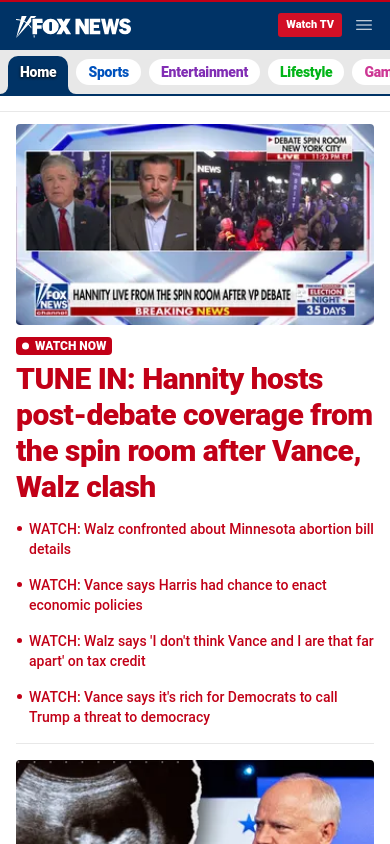 FOX NEWS
Watch TV
Home
Sports
Entertainment
Lifestyle
Gam
DEBATE SPIN ROOM
NEW YORK CITY
LIVE 11:23 PM ET
NEWS
FOX
NEWS
channel
HANNITY LIVE FROM THE SPIN ROOM AFTER VP DEBATE
BREAKING NEWS
ELECTION
NIGHT
35 DAYS
WATCH NOW
TUNE IN: Hannity hosts
post-debate coverage from
the spin room after Vance,
Walz clash
WATCH: Walz confronted about Minnesota abortion bill
details
WATCH: Vance says Harris had chance to enact
economic policies
WATCH: Walz says 'I don't think Vance and I are that far
apart' on tax credit
WATCH: Vance says it's rich for Democrats to call
Trump a threat to democracy